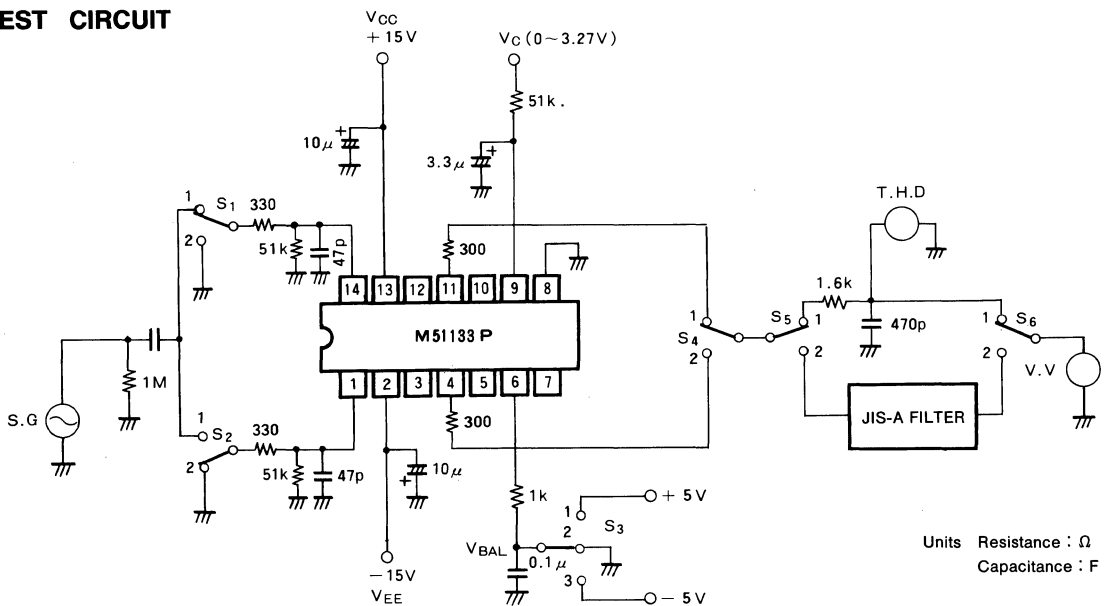 EST CIRCUIT
VCC
+15V
VC (0~3.27V)
51k.
10μ
+
3.3μ
+
T.H.D
1
S1
330
2
51k
47p
300
1.6k
14
13
12
11
10
9
8
1
S5
1
470p
1
S6
M51133P
S4
2
2
2
V.V
1M
1
2
3
4
5
6
7
S.G
JIS-A FILTER
1
S2
330
300
2
51k
47p
10μ
+
1k
+5V
1
S3
2
VBAL
0.1μ
3
-5V
-15V
VEE
Units Resistance : Ω
Capacitance : F